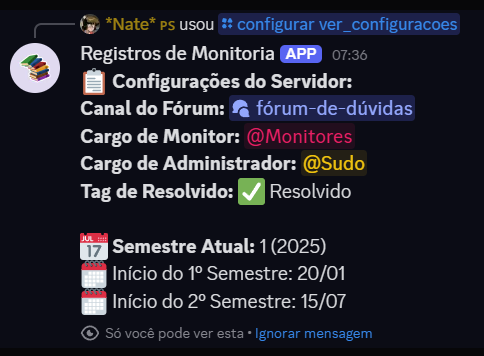 *Nate* PS usou configurar ver_configuracoes
Registros de Monitoria APP 07:36
📋 Configurações do Servidor:
Canal do Fórum: fórum-de-dúvidas
Cargo de Monitor: @Monitores
Cargo de Administrador: @Sudo
Tag de Resolvido: ✅ Resolvido
📅 Semestre Atual: 1 (2025)
🗓️ Início do 1º Semestre: 20/01
🗓️ Início do 2º Semestre: 15/07
Só você pode ver esta • Ignorar mensagem